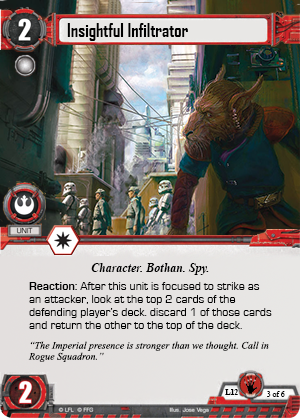 2
Insightful Infiltrator
UNIT
Character. Bothan. Spy.
Reaction: After this unit is focused to strike as
an attacker, look at the top 2 cards of the
defending player's deck. discard 1 of those cards
and return the other to the top of the deck.
"The Imperial presence is stronger than we thought. Call in
Rogue Squadron."
2
© LFL © FFG
Illus. Jose Vega
L12
3 of 6